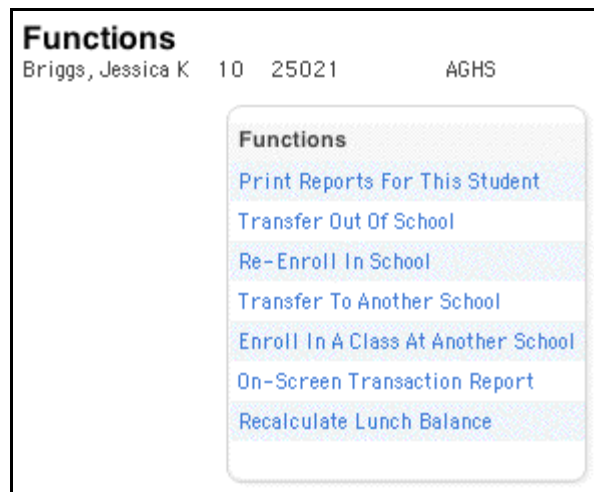 Functions
Briggs, Jessica K 10 25021 AGHS
Functions
Print Reports For This Student
Transfer Out Of School
Re-Enroll In School
Transfer To Another School
Enroll In A Class At Another School
On-Screen Transaction Report
Recalculate Lunch Balance